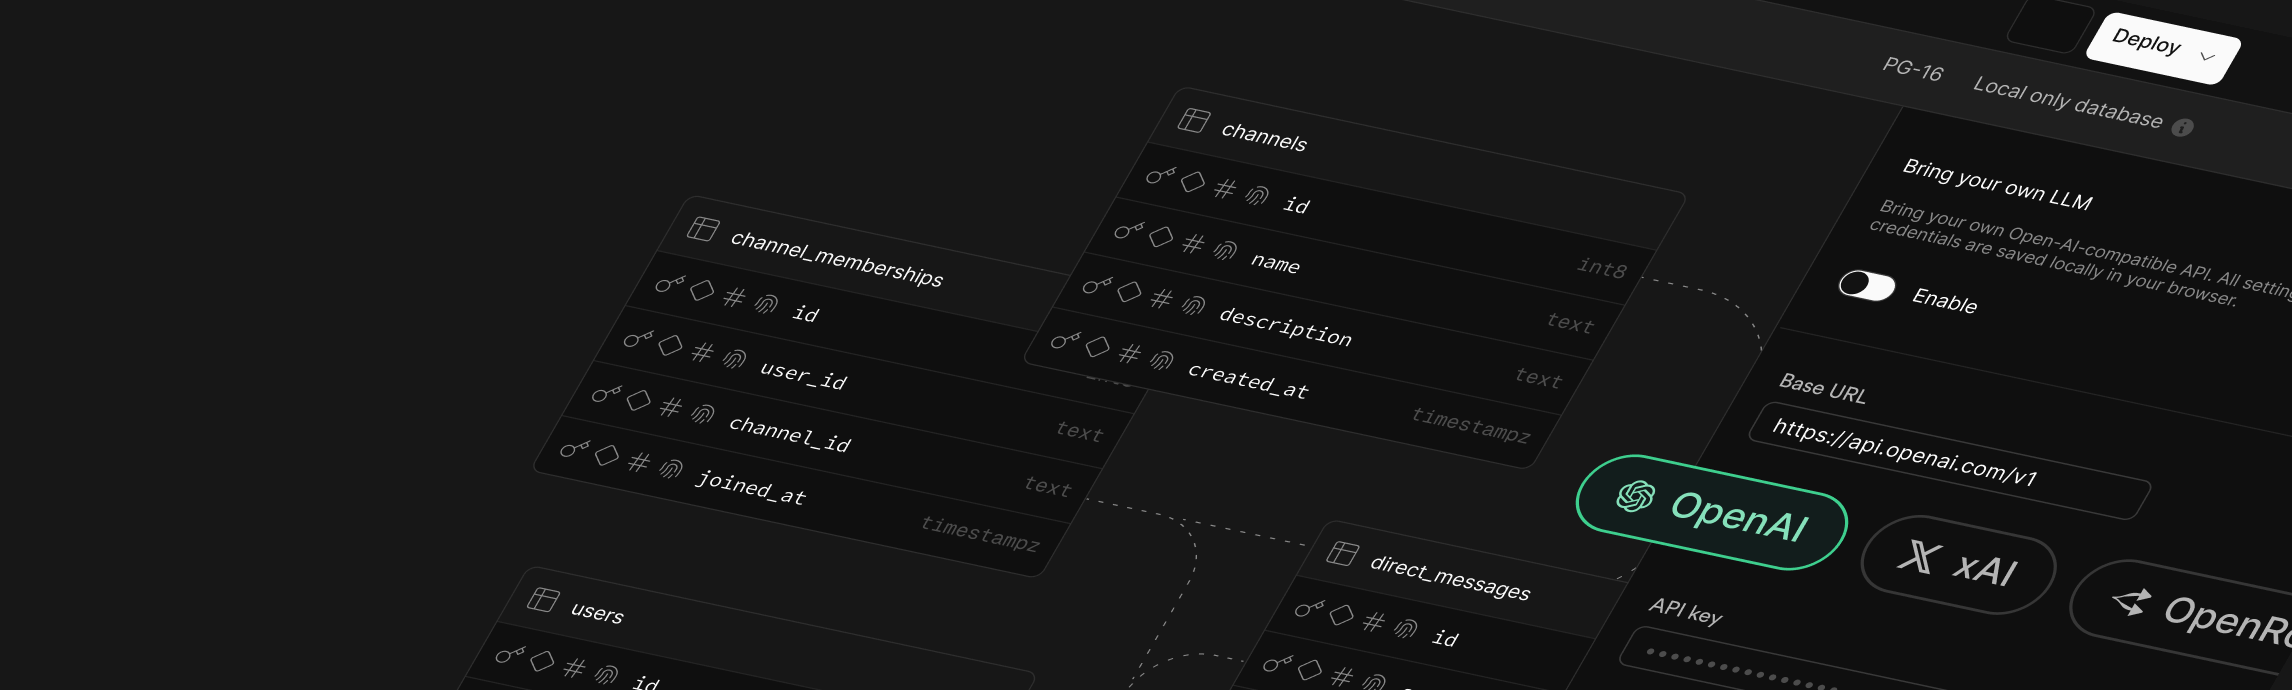 Deploy
PG-16
Local only database
channels
id
int8
name
text
description
text
created_at
timestampz
channel_memberships
id
user_id
text
channel_id
text
joined_at
timestampz
users
id
direct_messages
id
Bring your own LLM
Bring your own Open-AI-compatible API. All
credentials are saved locally in your browser.
Enable
Base URL
https://api.openai.com/v1
OpenAI
xAI
API key